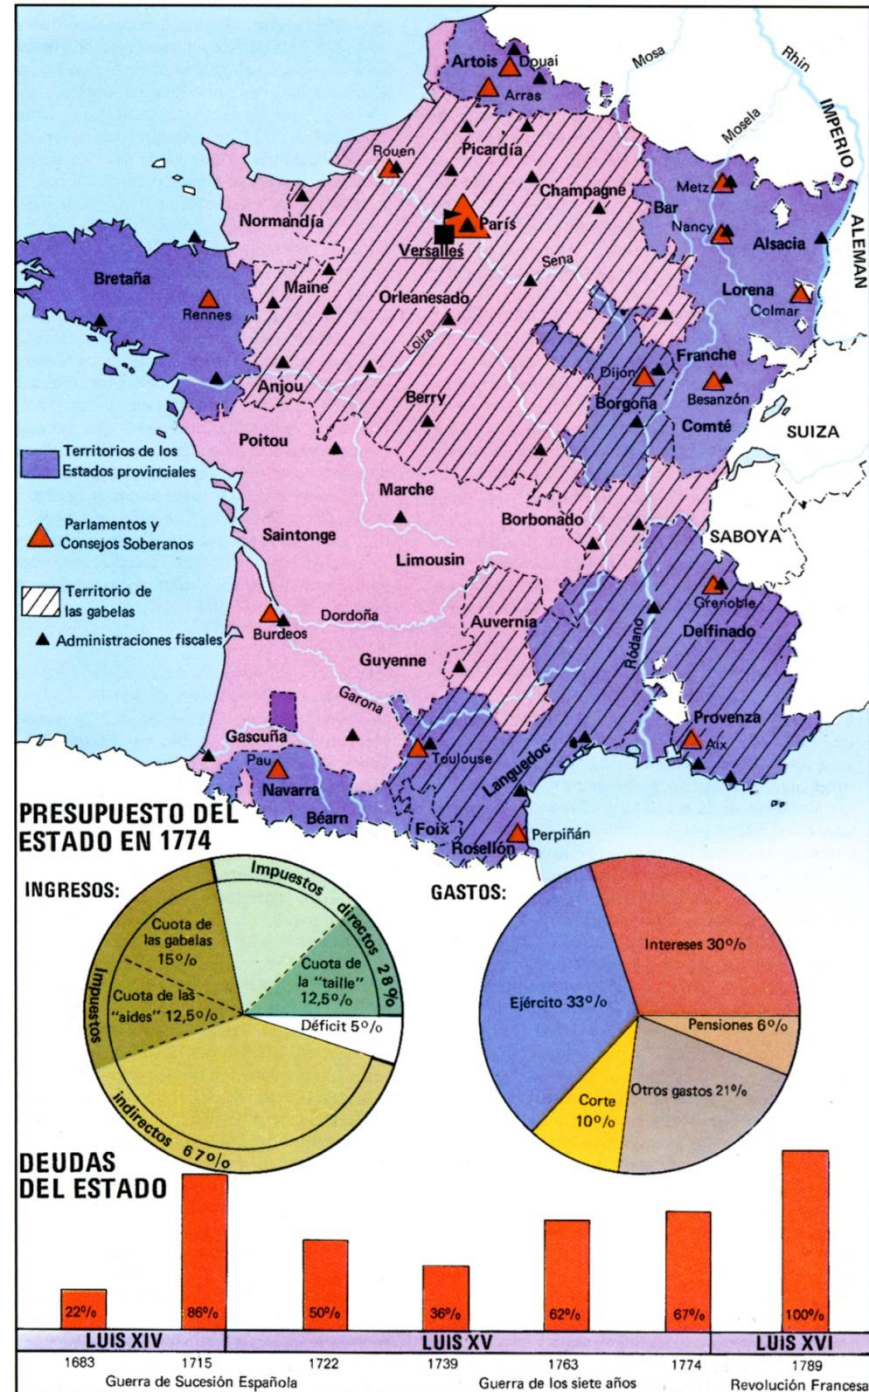 Artois
Douai
Arras
Mosa
Rhin
Mosela
IMPERIO
ALEMAN
Rouen
Picardía
Champagne
Metz
Bar
Normandía
París
Versalles
Nancy
Alsacia
Sena
Bretaña
Rennes
Maine
Orleanesado
Lorena
Colmar
Loira
Franche
Comté
Dijon
Besanzón
Anjou
Berry
Borgoña
Poitou
SUIZA
Territorios de los
Estados provinciales
Marche
Borbonado
SABOYA
Parlamentos y
Consejos Soberanos
Saintonge
Limousin
Grenoble
Territorio de
las gabelas
Dordoña
Auvernia
Delfinado
Burdeos
Administraciones fiscales
Guyenne
Ródano
Garona
Gascuña
Provenza
Aix
Pau
Toulouse
Languedoc
Navarra
Béarn
Foix
Rosellón
Perpiñán
PRESUPUESTO DEL
ESTADO EN 1774
INGRESOS:
Impuestos
directos 28%
Cuota de
las gabelas
15%
Cuota de
la "taille"
12,5%
Impuestos
Cuota de las
"aides" 12,5%
Déficit 5%
indirectos 67%
GASTOS:
Intereses 30%
Ejército 33%
Pensiones 6%
Otros gastos 21%
Corte
10%
DEUDAS
DEL ESTADO
22%
86%
50%
36%
62%
67%
100%
LUIS XIV
LUIS XV
LUIS XVI
1683
1715
1722
1739
1763
1774
1789
Guerra de Sucesión Española
Guerra de los siete años
Revolución Francesa